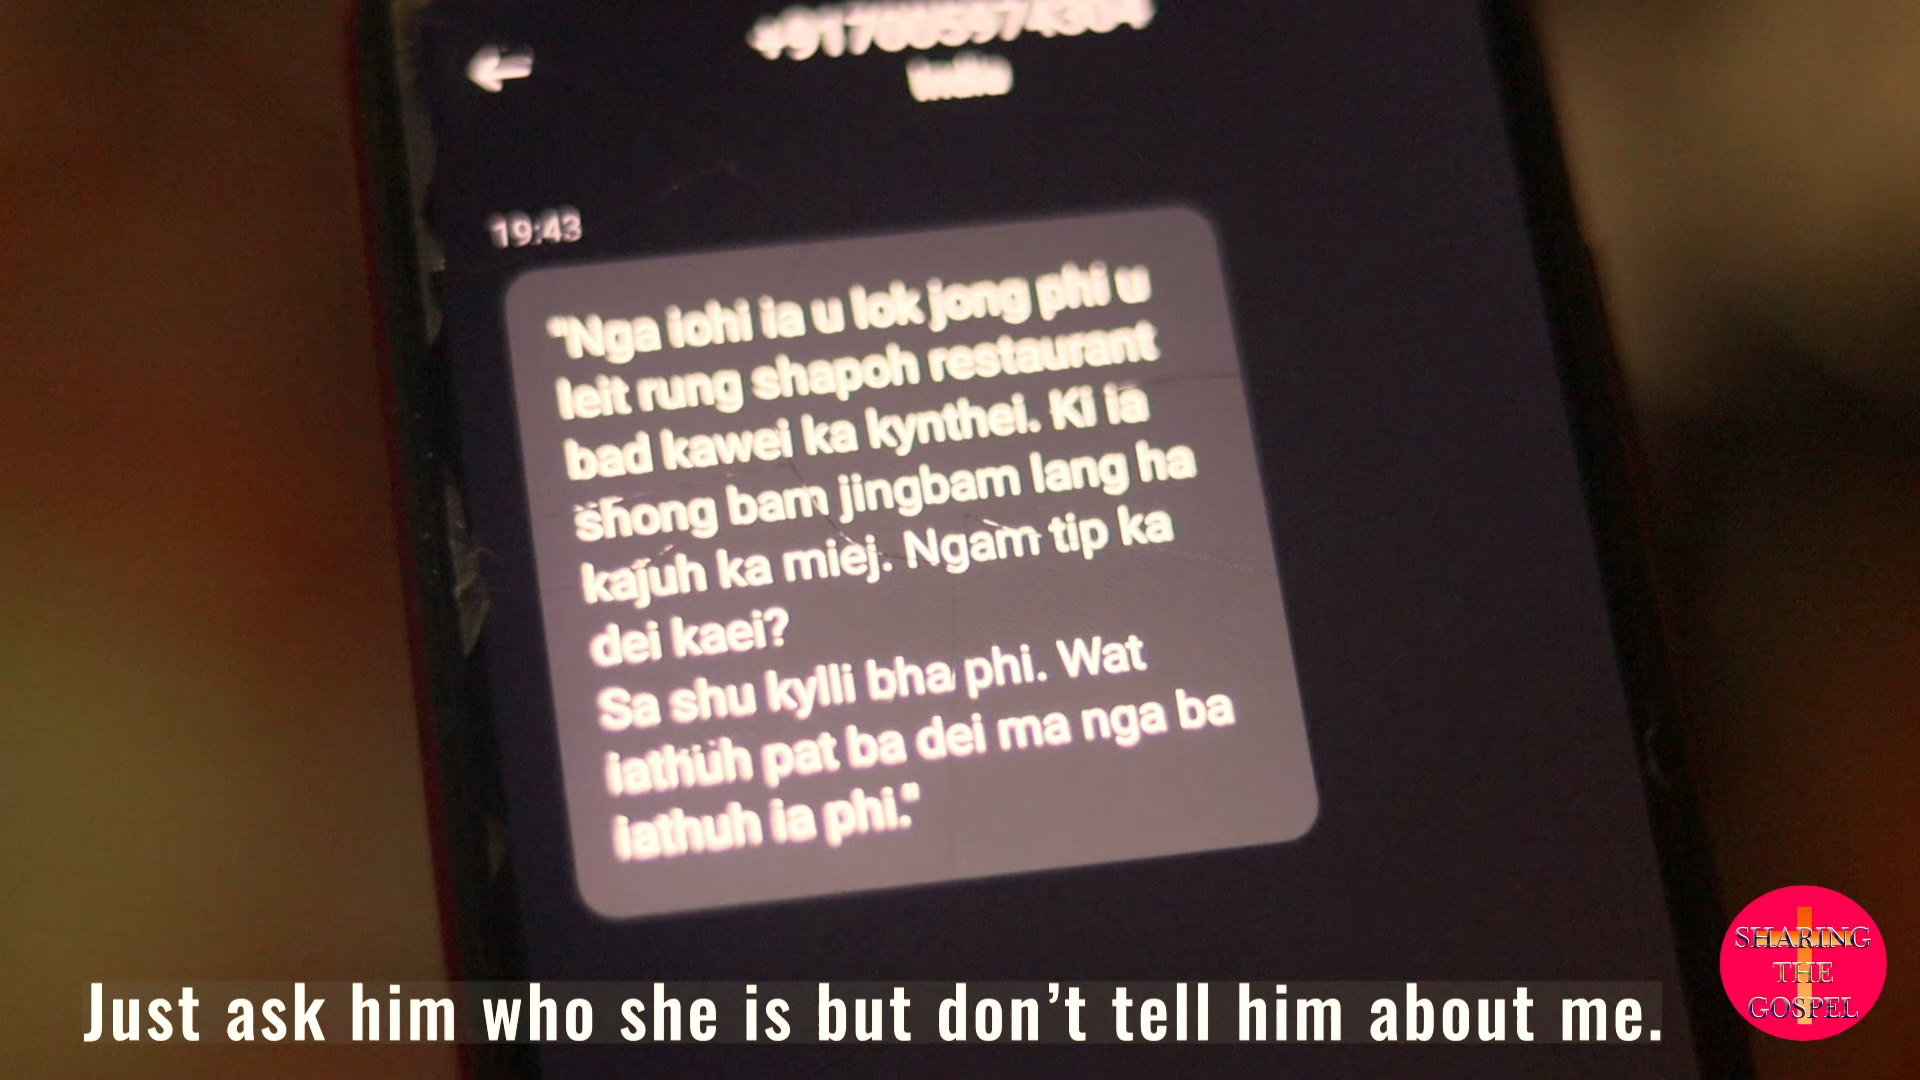 India
19:43
"Nga iohi ia u lok jong phi u
leit rung shapoh restaurant
bad kawei ka kynthei. Ki ia
shong bam jingbam lang ha
kajuh ka miej. Ngam tip ka
dei kaei?
Sa shu kylli bha phi. Wat
iathuh pat ba dei ma nga ba
iathuh ia phi."
Just ask him who she is but don’t tell him about me.
SHARING
THE
GOSPEL